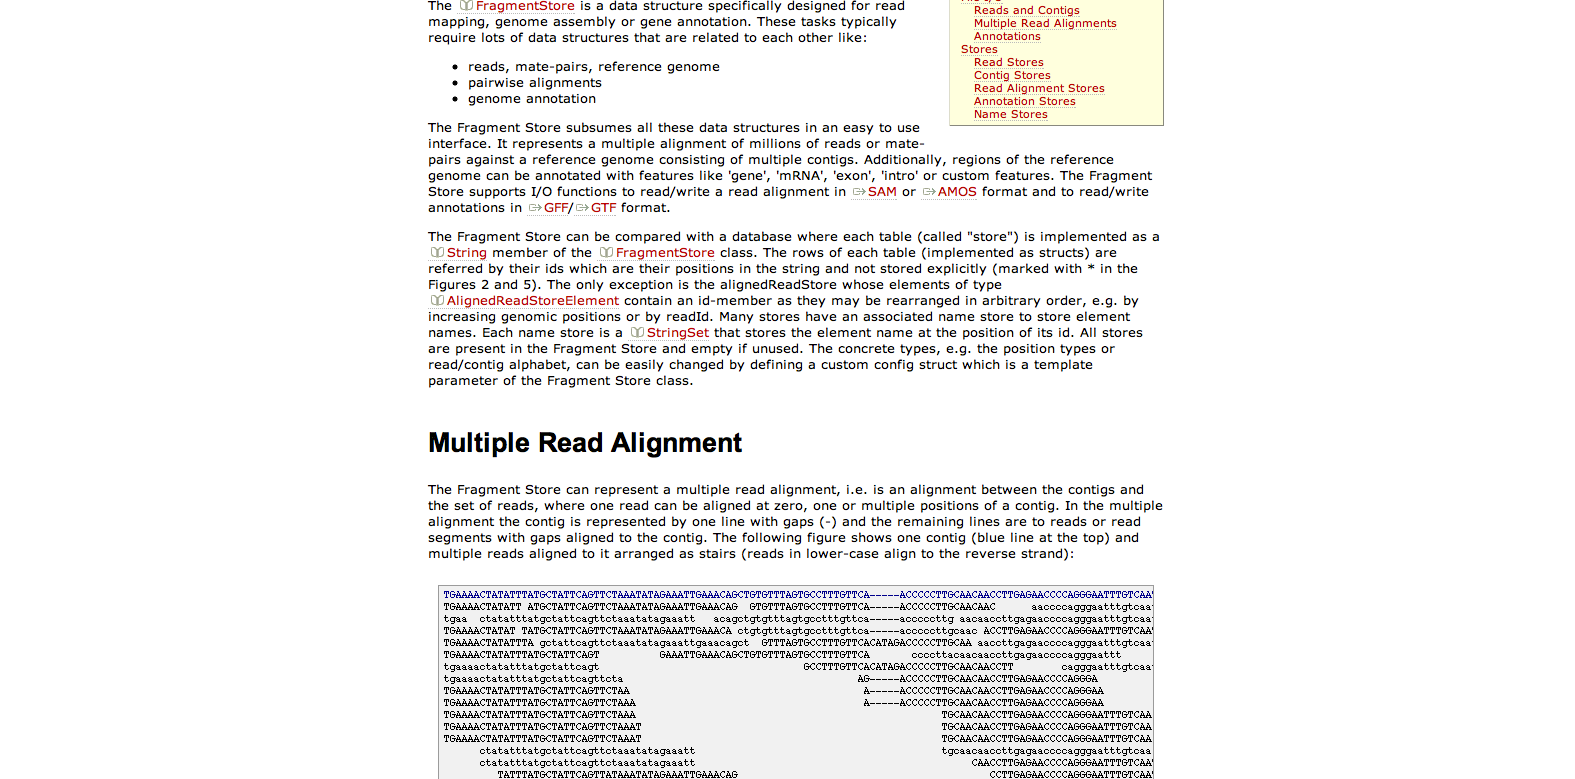 The FragmentStore is a data structure specifically designed for read
mapping, genome assembly or gene annotation. These tasks typically
require lots of data structures that are related to each other like:
reads, mate-pairs, reference genome
pairwise alignments
genome annotation
Reads and Contigs
Multiple Read Alignments
Annotations
Stores
Read Stores
Contig Stores
Read Alignment Stores
Annotation Stores
Name Stores
The Fragment Store subsumes all these data structures in an easy to use
interface. It represents a multiple alignment of millions of reads or mate-
pairs against a reference genome consisting of multiple contigs. Additionally, regions of the reference
genome can be annotated with features like 'gene', 'mRNA', 'exon', 'intro' or custom features. The Fragment
Store supports I/O functions to read/write a read alignment in SAM or AMOS format and to read/write
annotations in GFF/ GTF format.
The Fragment Store can be compared with a database where each table (called "store") is implemented as a
String member of the FragmentStore class. The rows of each table (implemented as structs) are
referred by their ids which are their positions in the string and not stored explicitly (marked with * in the
Figures 2 and 5). The only exception is the alignedReadStore whose elements of type
AlignedReadStoreElement contain an id-member as they may be rearranged in arbitrary order, e.g. by
increasing genomic positions or by readId. Many stores have an associated name store to store element
names. Each name store is a StringSet that stores the element name at the position of its id. All stores
are present in the Fragment Store and empty if unused. The concrete types, e.g. the position types or
read/contig alphabet, can be easily changed by defining a custom config struct which is a template
parameter of the Fragment Store class.
Multiple Read Alignment
The Fragment Store can represent a multiple read alignment, i.e. is an alignment between the contigs and
the set of reads, where one read can be aligned at zero, one or multiple positions of a contig. In the multiple
alignment the contig is represented by one line with gaps (-) and the remaining lines are to reads or read
segments with gaps aligned to the contig. The following figure shows one contig (blue line at the top) and
multiple reads aligned to it arranged as stairs (reads in lower-case align to the reverse strand):
TGAAAACTATATTTATGCTATTCAGTTCTAAATATAGAAATTGAAACAGCTGTGTTTAGTGCCTTTGTTCA-----ACCCCCTTGCAACAACCTTGAGAACCCCAGGGAATTTGTCAA
TGAAAACTATATT ATGCTATTCAGTTCTAAATATAGAAATTGAAACAG GTGTTTAGTGCCTTTGTTCA-----ACCCCCTTGCAACAAC aaccccagggaatttgtcaa
tgaa ctatatttatgctattcagttctaaatatagaaatt acagctgtgtttagtgcctttgttca-----acccccttg aacaaccttgagaaccccagggaatttgtcaa
TGAAAACTATAT TATGCTATTCAGTTCTAAATATAGAAATTGAAACA ctgtgtttagtgcctttgttca-----acccccttgcaac ACCTTGAGAACCCCAGGGAATTTGTCAA
TGAAAACTATATTTA gctattcagttctaaatatagaaattgaaacagct GTTTAGTGCCTTTGTTCACATAGACCCCCTTGCAA aaccttgagaaccccagggaatttgtcaa
TGAAAACTATATTTATGCTATTCAGT GAAATTGAAACAGCTGTGTTTAGTGCCTTTGTTCA cccccttacaacaaccttgagaaccccagggaattt
tgaaaactatatttatgctattcagt GCCTTTGTTCACATAGACCCCCTTGCAACAACCTT cagggaatttgtcaa
tgaaaactatatttatgctattcagttcta AG-----ACCCCCTTGCAACAACCTTGAGAACCCCAGGGA
TGAAAACTATATTTATGCTATTCAGTTCTAA A-----ACCCCCTTGCAACAACCTTGAGAACCCCAGGGAA
TGAAAACTATATTTATGCTATTCAGTTCTAAA A-----ACCCCCTTGCAACAACCTTGAGAACCCCAGGGAA
TGAAAACTATATTTATGCTATTCAGTTCTAAA TGCAACAACCTTGAGAACCCCAGGGAATTTGTCAA
TGAAAACTATATTTATGCTATTCAGTTCTAAAT TGCAACAACCTTGAGAACCCCAGGGAATTTGTCAA
TGAAAACTATATTTATGCTATTCAGTTCTAAAT TGCAACAACCTTGAGAACCCCAGGGAATTTGTCAA
ctatatttatgctattcagttctaaatatagaaatt tgcaacaaccttgagaaccccagggaatttgtcaa
ctatatttatgctattcagttctaaatatagaaatt CAACCTTGAGAACCCCAGGGAATTTGTCAA
TATTTATGCTATTCAGTTATAAATATAGAAATTGAAACAG CCTTGAGAACCCCAGGGAATTTGTCAA